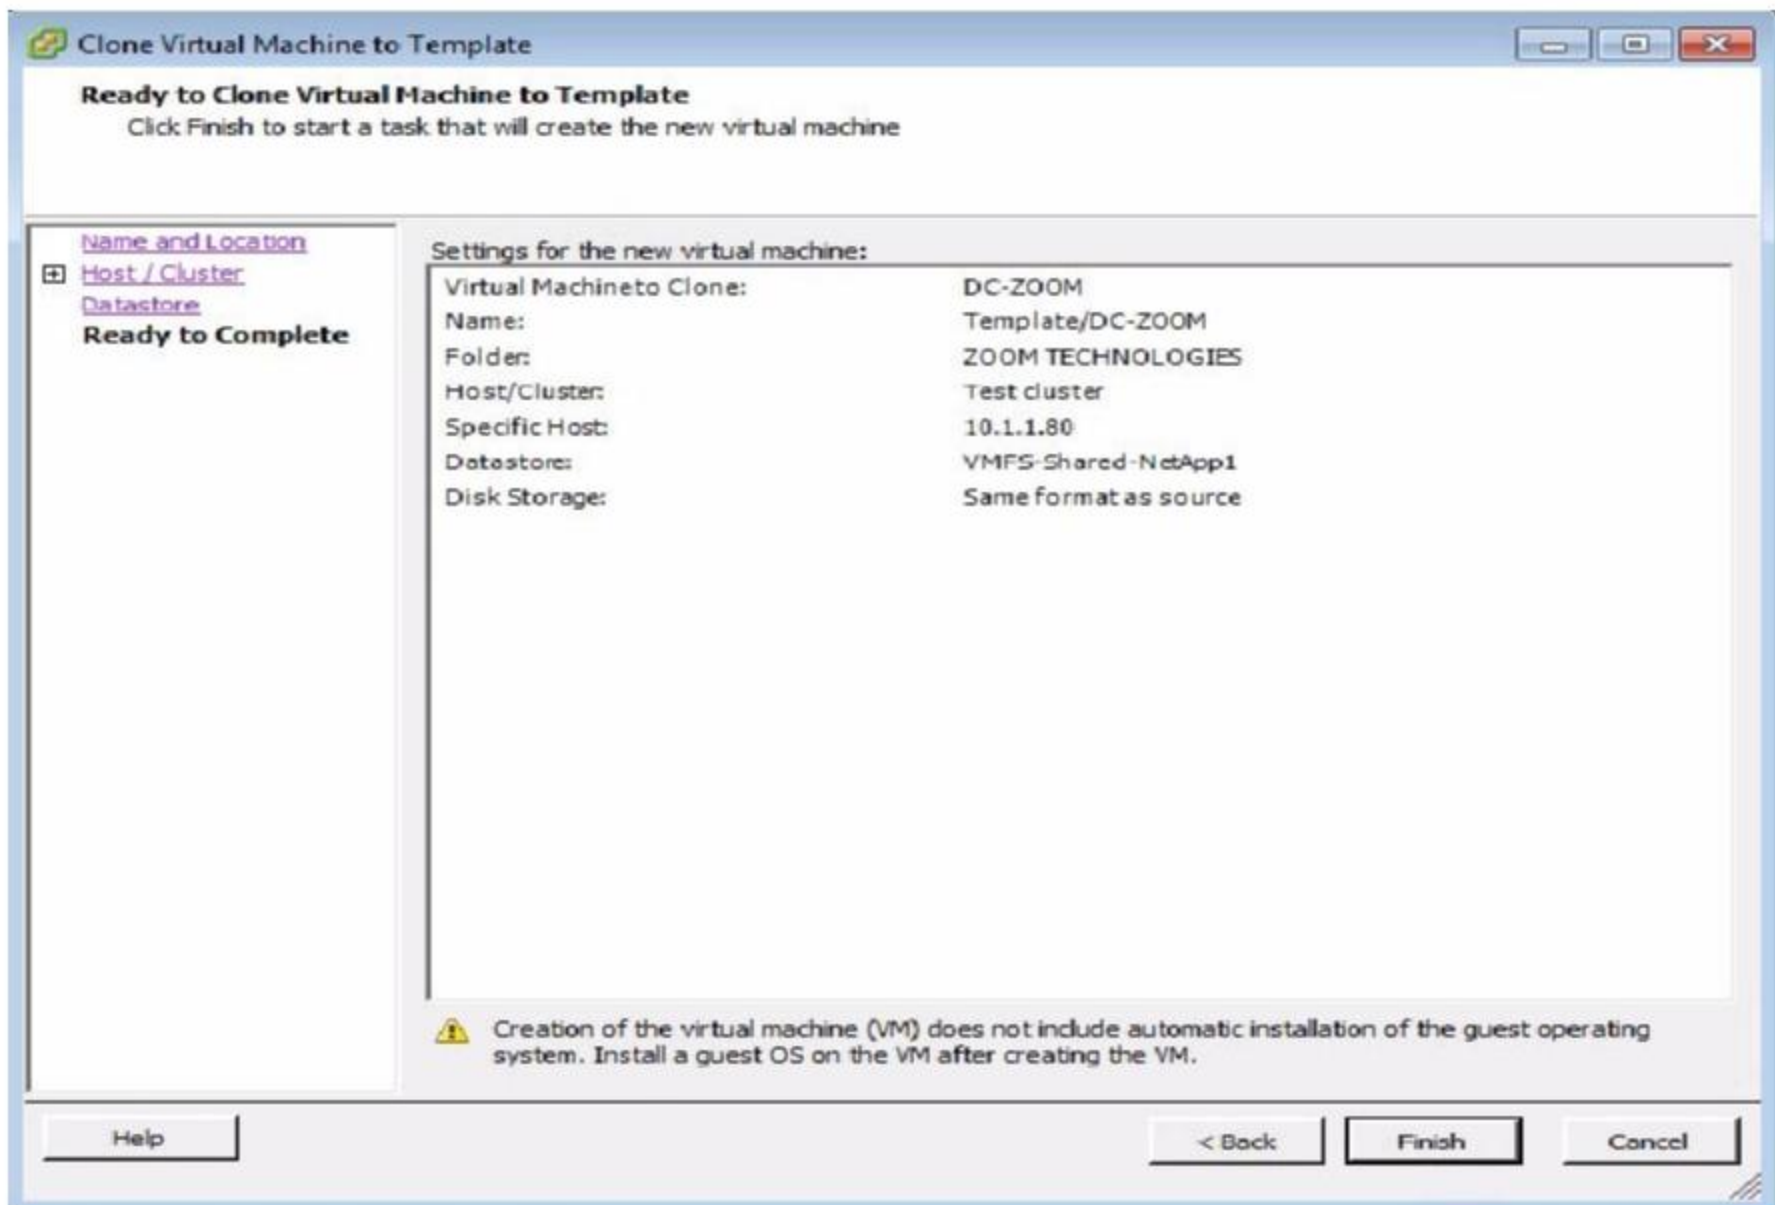 Clone Virtual Machine to Template
Ready to Clone Virtual Machine to Template
Click Finish to start a task that will create the new virtual machine
Name and Location
Host / Cluster
Datastore
Ready to Complete
Settings for the new virtual machine:
Virtual Machineto Clone: DC-ZOOM
Name: Template/DC-ZOOM
Folder: ZOOM TECHNOLOGIES
Host/Cluster: Test cluster
Specific Host: 10.1.1.80
Datastore: VMFS-Shared-NetApp1
Disk Storage: Same format as source
Creation of the virtual machine (VM) does not include automatic installation of the guest operating
system. Install a guest OS on the VM after creating the VM.
Help
< Back
Finish
Cancel